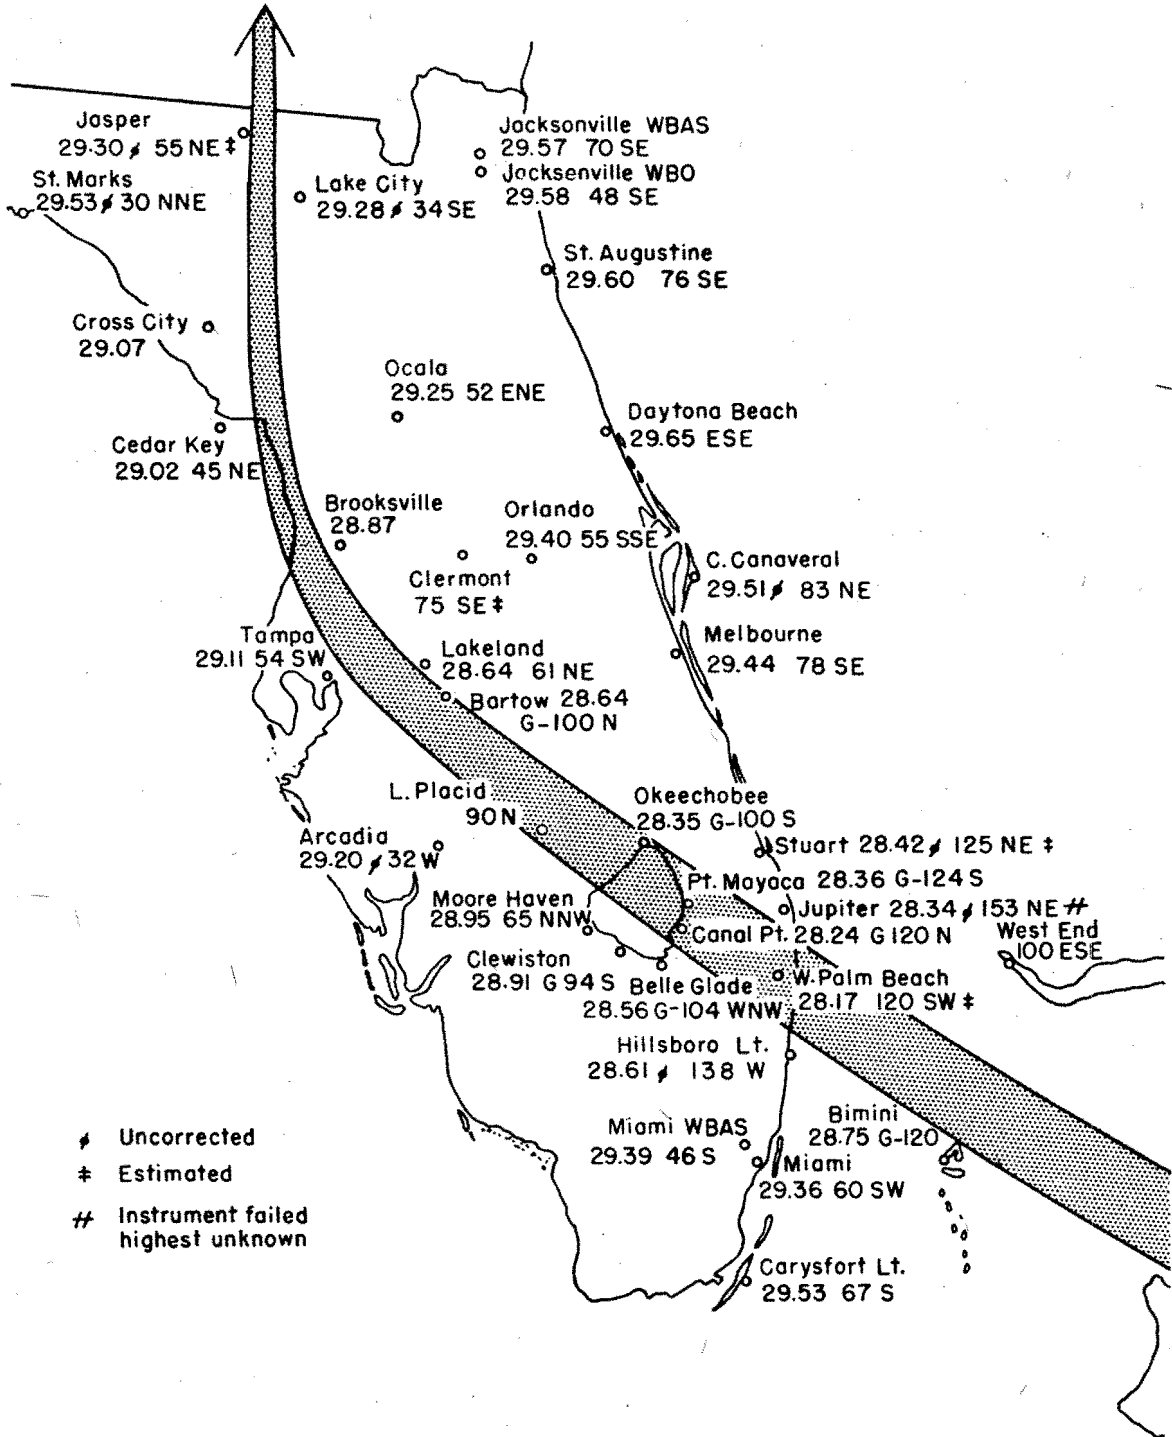 Jasper
29.30 ɸ 55 NE ‡
St. Marks
29.53 ɸ 30 NNE
Lake City
29.28 ɸ 34 SE
Jacksonville WBAS
29.57 70 SE
Jacksenville WBO
29.58 48 SE
St. Augustine
29.60 76 SE
Cross City
29.07
Ocala
29.25 52 ENE
Daytona Beach
29.65 ESE
Cedar Key
29.02 45 NE
Brooksville
28.87
Orlando
29.40 55 SSE
Clermont
75 SE ‡
C. Canaveral
29.51 ɸ 83 NE
Tampa
29.11 54 SW
Lakeland
28.64 61 NE
Melbourne
29.44 78 SE
Bartow 28.64
G-100 N
L. Placid
90 N
Okeechobee
28.35 G-100 S
Arcadia
29.20 ɸ 32 W
Stuart 28.42 ɸ 125 NE ‡
Pt. Mayaca 28.36 G-124 S
Moore Haven
28.95 65 NNW
Jupiter 28.34 ɸ 153 NE #
Canal Pt. 28.24 G 120 N
West End
100 ESE
Clewiston
28.91 G 94 S
Belle Glade
28.56 G-104 WNW
W. Palm Beach
28.17 120 SW ‡
Hillsboro Lt.
28.61 ɸ 138 W
Bimini
28.75 G-120
Miami WBAS
29.39 46 S
Miami
29.36 60 SW
Carysfort Lt.
29.53 67 S
ɸ Uncorrected
‡ Estimated
# Instrument failed
highest unknown